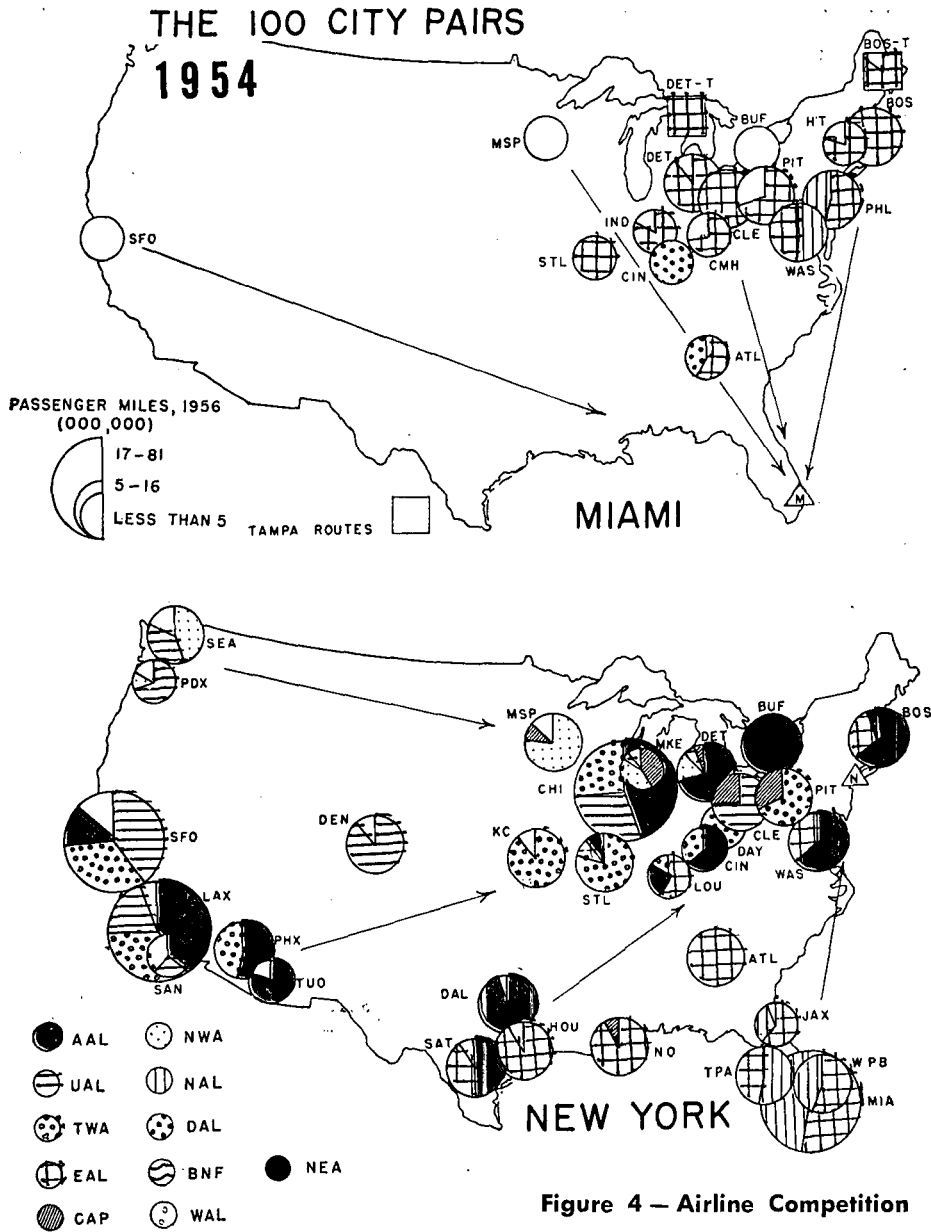 THE 100 CITY PAIRS
1954
BOS-T
DET-T
BOS
MSP
BUF
H'T
DET
PIT
PHL
SFO
IND
CLE
STL
CIN
CMH
WAS
ATL
PASSENGER MILES, 1956
(000,000)
17-81
5-16
LESS THAN 5
TAMPA ROUTES
M
MIAMI
SEA
PDX
MSP
BUF
BOS
MKE
DET
N
CHI
PIT
SFO
DEN
KC
CLE
DAY
CIN
WAS
STL
LOU
LAX
PHX
SAN
TUO
ATL
DAL
HOU
JAX
SAT
NO
TPA
WPB
MIA
NEW YORK
AAL
NWA
UAL
NAL
TWA
DAL
EAL
BNF
NEA
CAP
WAL
Figure 4 — Airline Competition